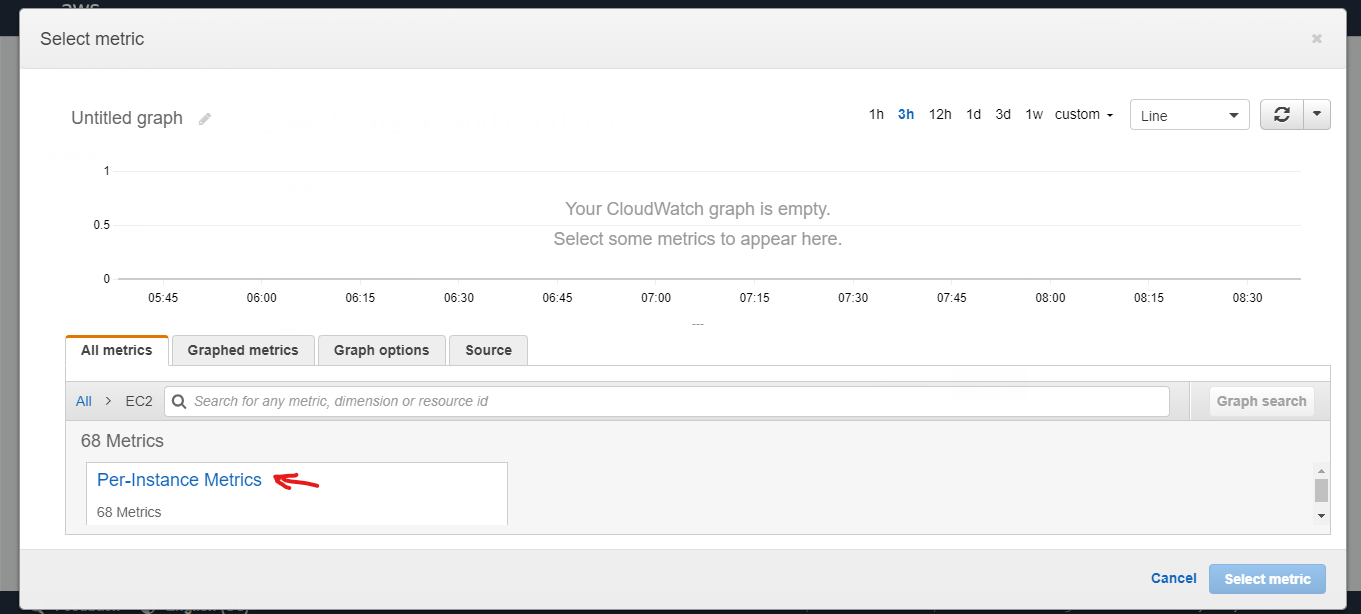 aws
Select metric ×
Untitled graph
1h 3h 12h 1d 3d 1w custom Line
1
Your CloudWatch graph is empty.
0.5
Select some metrics to appear here.
0
05:45 06:00 06:15 06:30 06:45 07:00 07:15 07:30 07:45 08:00 08:15 08:30
---
All metrics Graphed metrics Graph options Source
All > EC2 Search for any metric, dimension or resource id Graph search
68 Metrics
Per-Instance Metrics
68 Metrics
Cancel Select metric